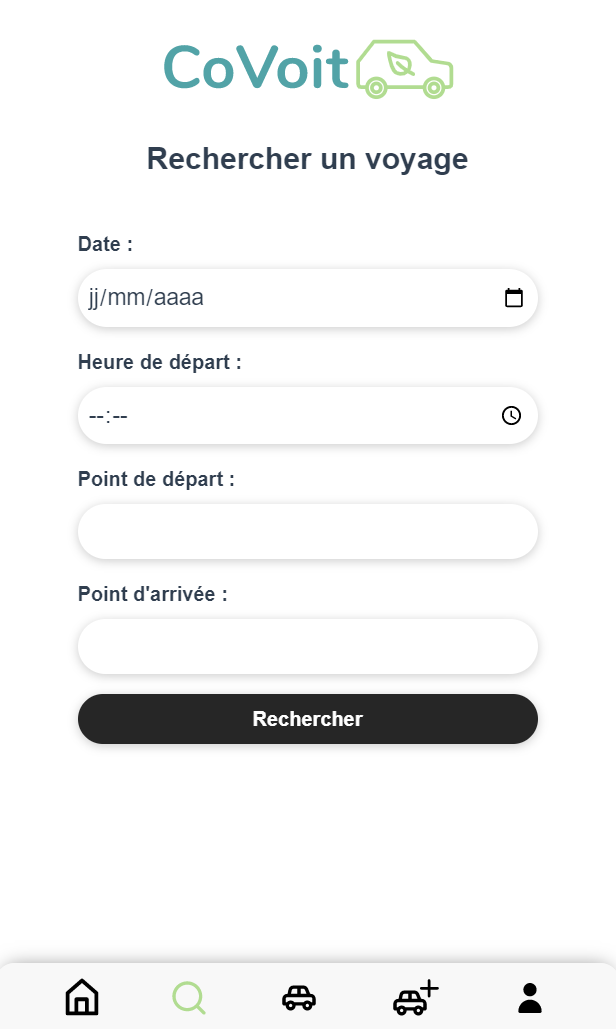 CoVoit
Rechercher un voyage
Date :
jj/mm/aaaa
Heure de départ :
--:--
Point de départ :
Point d'arrivée :
Rechercher